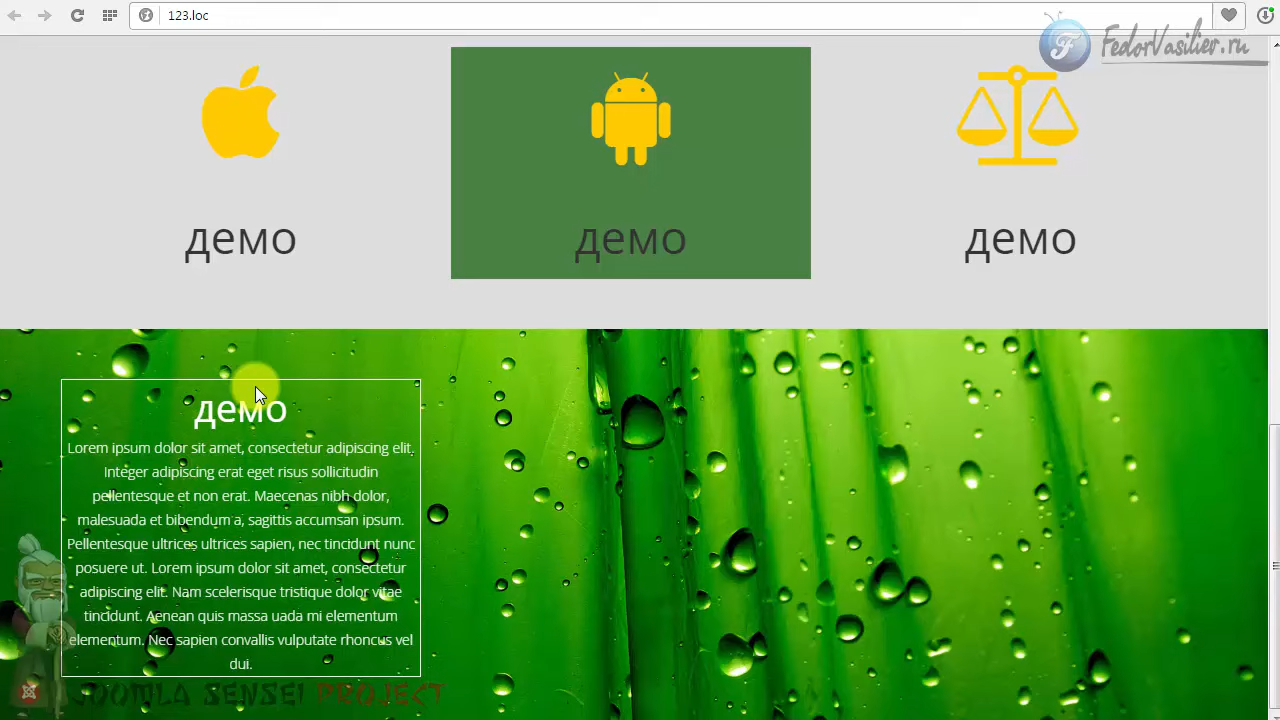 123.loc
FedorVasiliev.ru
демо
демо
демо
демо
Lorem ipsum dolor sit amet, consectetur adipiscing elit.
Integer adipiscing erat eget risus sollicitudin
pellentesque et non erat. Maecenas nibh dolor,
malesuada et bibendum a, sagittis accumsan ipsum.
Pellentesque ultrices ultrices sapien, nec tincidunt nunc
posuere ut. Lorem ipsum dolor sit amet, consectetur
adipiscing elit. Nam scelerisque tristique dolor vitae
tincidunt. Aenean quis massa uada mi elementum
elementum. Nec sapien convallis vulputate rhoncus vel
dui.
JOOMLA SENSEI PROJECT